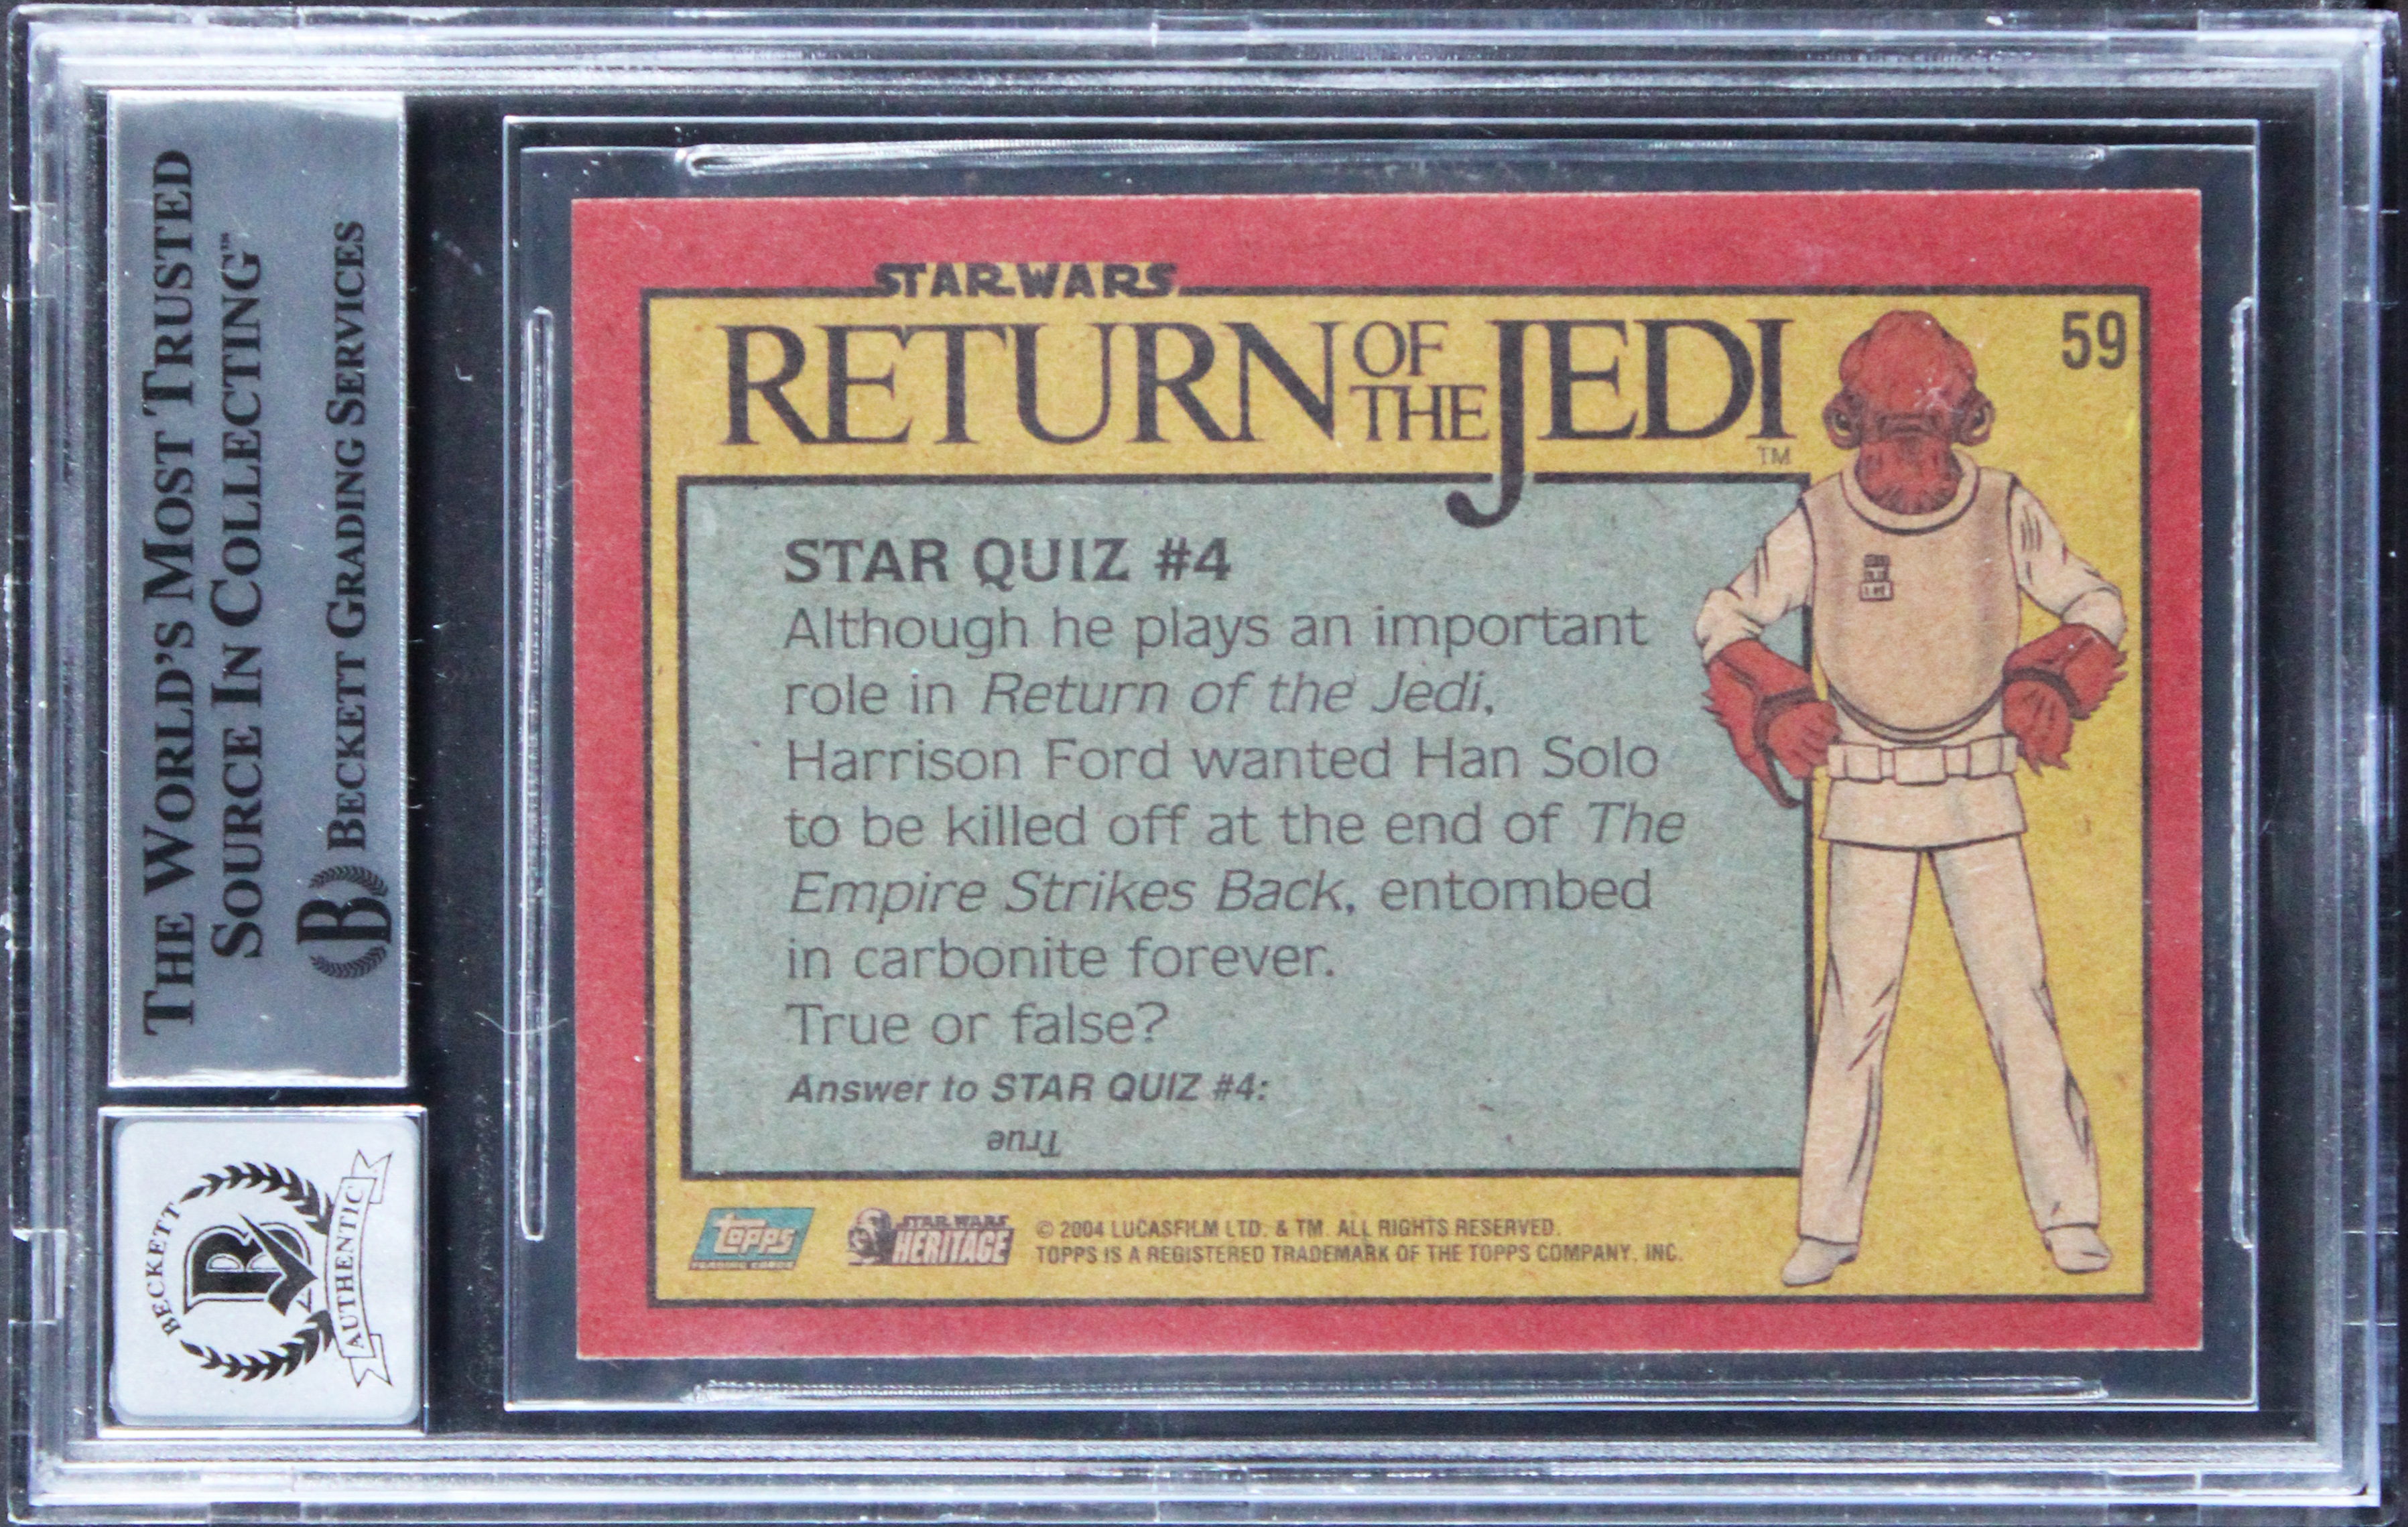 THE WORLD'S MOST TRUSTED
SOURCE IN COLLECTING™
BECKETT GRADING SERVICES
B
BECKETT
B
AUTHENTIC
STAR WARS
RETURN OF THE JEDI
TM
59
STAR QUIZ #4
Although he plays an important
role in Return of the Jedi,
Harrison Ford wanted Han Solo
to be killed off at the end of The
Empire Strikes Back, entombed
in carbonite forever.
True or false?
Answer to STAR QUIZ #4:
True
topps
TRADING CARDS
STAR WARS
HERITAGE
© 2004 LUCASFILM LTD. & TM. ALL RIGHTS RESERVED.
TOPPS IS A REGISTERED TRADEMARK OF THE TOPPS COMPANY, INC.